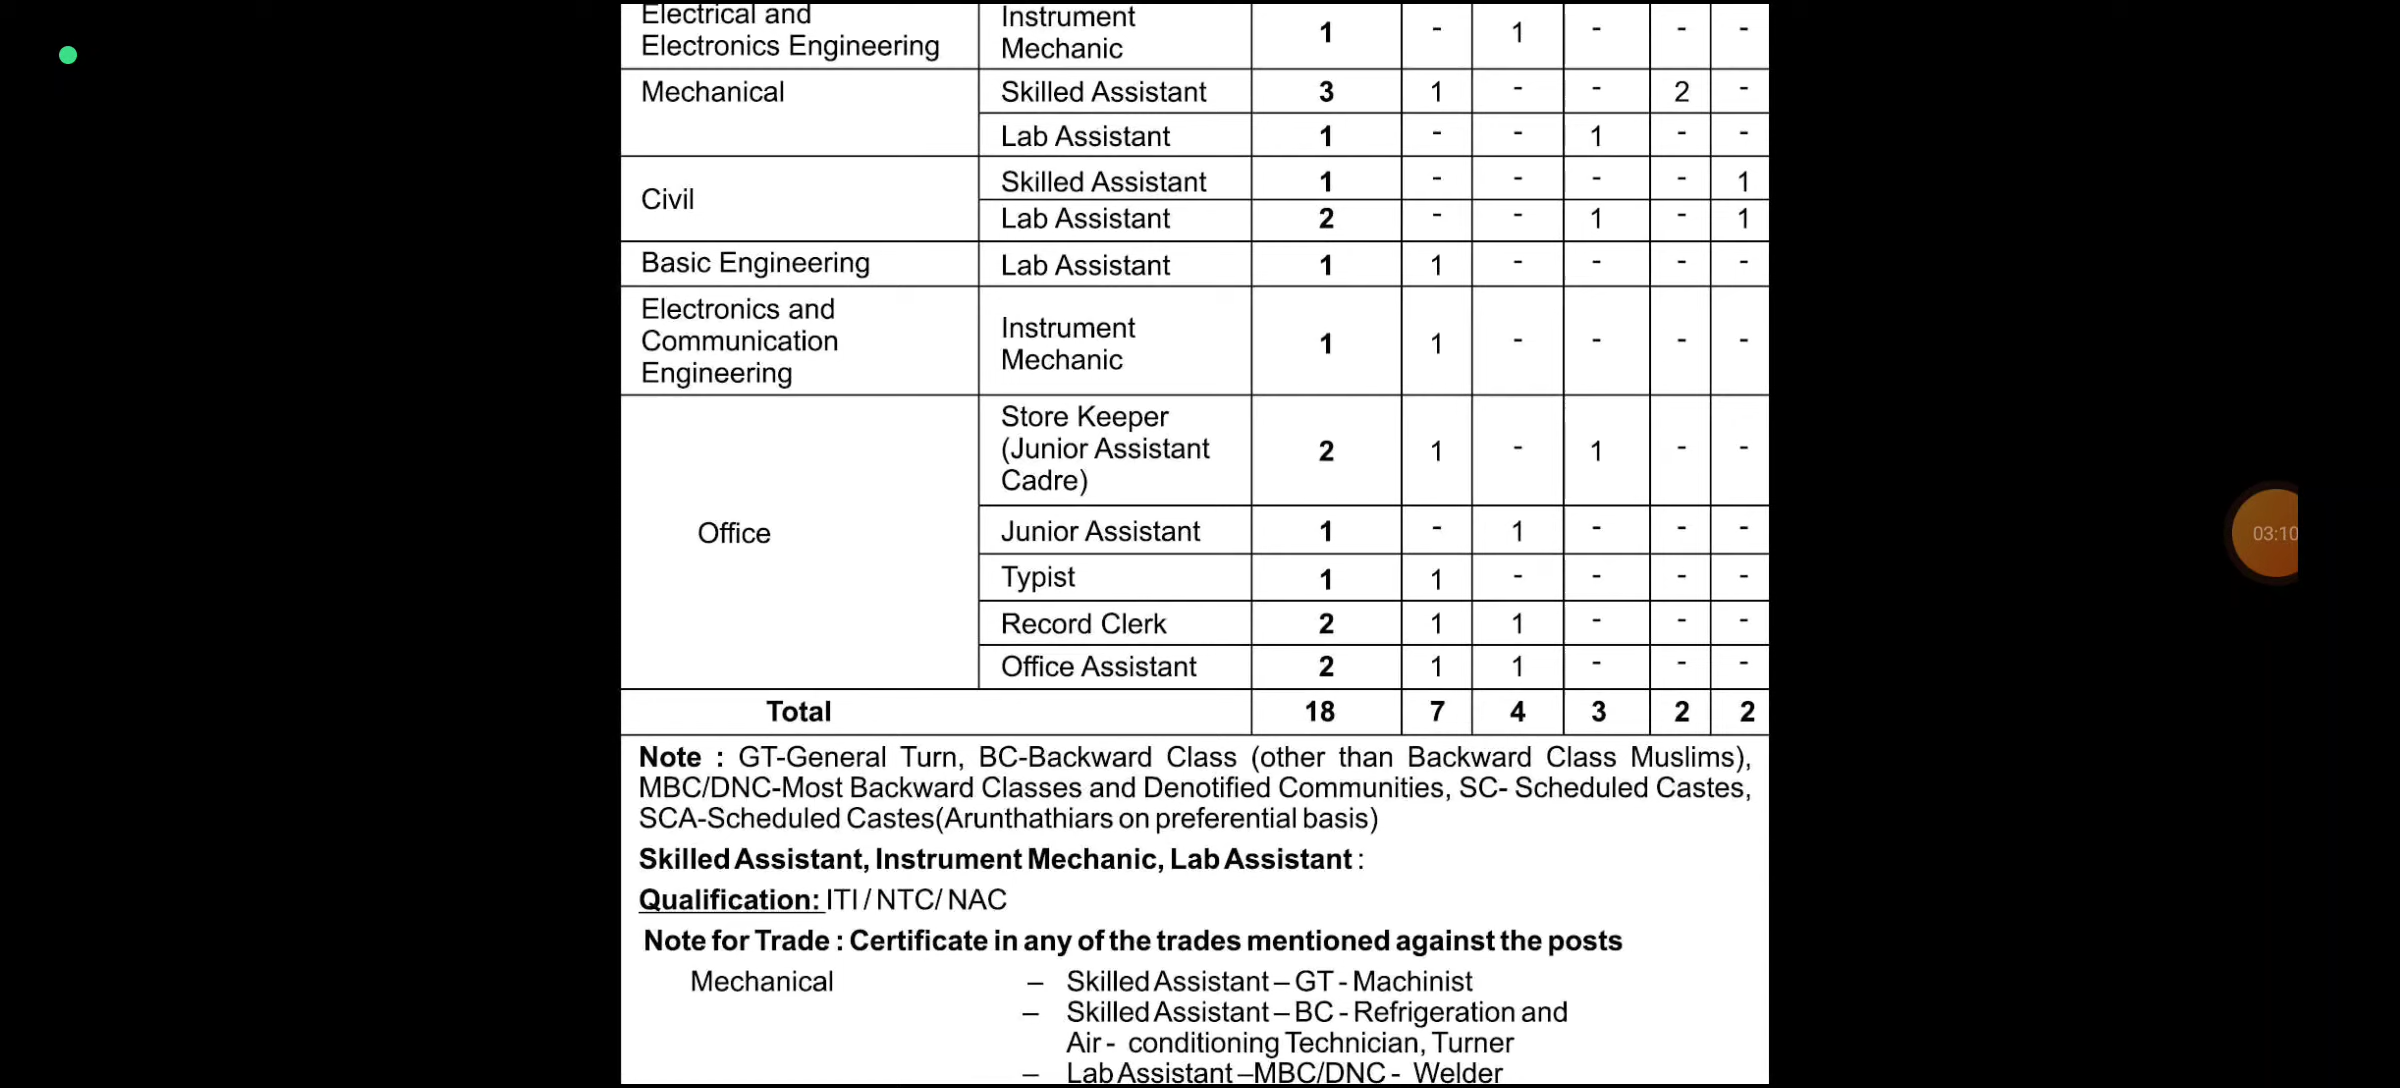 Electrical and Instrument
Electronics Engineering Mechanic 1 - 1 - - -
Mechanical Skilled Assistant 3 1 - - 2 -
Lab Assistant 1 - - 1 - -
Civil Skilled Assistant 1 - - - - 1
Lab Assistant 2 - - 1 - 1
Basic Engineering Lab Assistant 1 1 - - - -
Electronics and
Communication
Engineering
Instrument
Mechanic
1 1 - - - -
Office
Store Keeper
(Junior Assistant
Cadre)
2 1 - 1 - -
Junior Assistant 1 - 1 - - -
Typist 1 1 - - - -
Record Clerk 2 1 1 - - -
Office Assistant 2 1 1 - - -
Total 18 7 4 3 2 2
Note : GT-General Turn, BC-Backward Class (other than Backward Class Muslims),
MBC/DNC-Most Backward Classes and Denotified Communities, SC- Scheduled Castes,
SCA-Scheduled Castes(Arunthathiars on preferential basis)
Skilled Assistant, Instrument Mechanic, Lab Assistant :
Qualification: ITI / NTC/ NAC
Note for Trade : Certificate in any of the trades mentioned against the posts
Mechanical – Skilled Assistant – GT - Machinist
– Skilled Assistant – BC - Refrigeration and
Air - conditioning Technician, Turner
– Lab Assistant –MBC/DNC - Welder
03:10